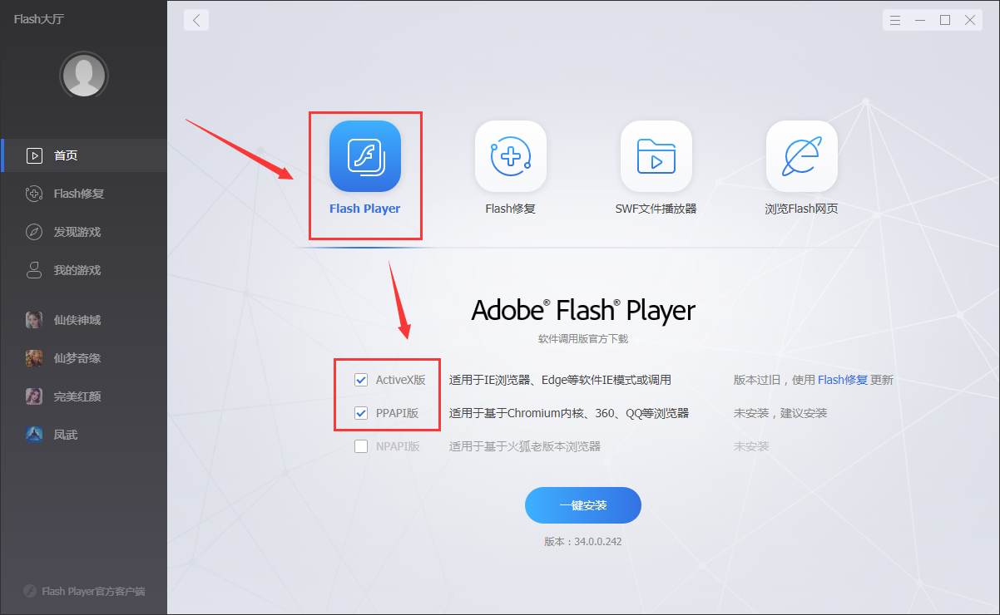 Flash大厅
首页
Flash修复
发现游戏
我的游戏
仙侠神域
仙梦奇缘
完美红颜
凤武
Flash Player官方客户端
Flash Player
Flash修复
SWF文件播放器
浏览Flash网页
Adobe® Flash® Player
软件调用版官方下载
ActiveX版 适用于IE浏览器、Edge等软件IE模式或调用 版本过旧，使用 Flash修复 更新
PPAPI版 适用于基于Chromium内核、360、QQ等浏览器 未安装，建议安装
NPAPI版 适用于基于火狐老版本浏览器 未安装
一键安装
版本：34.0.0.242